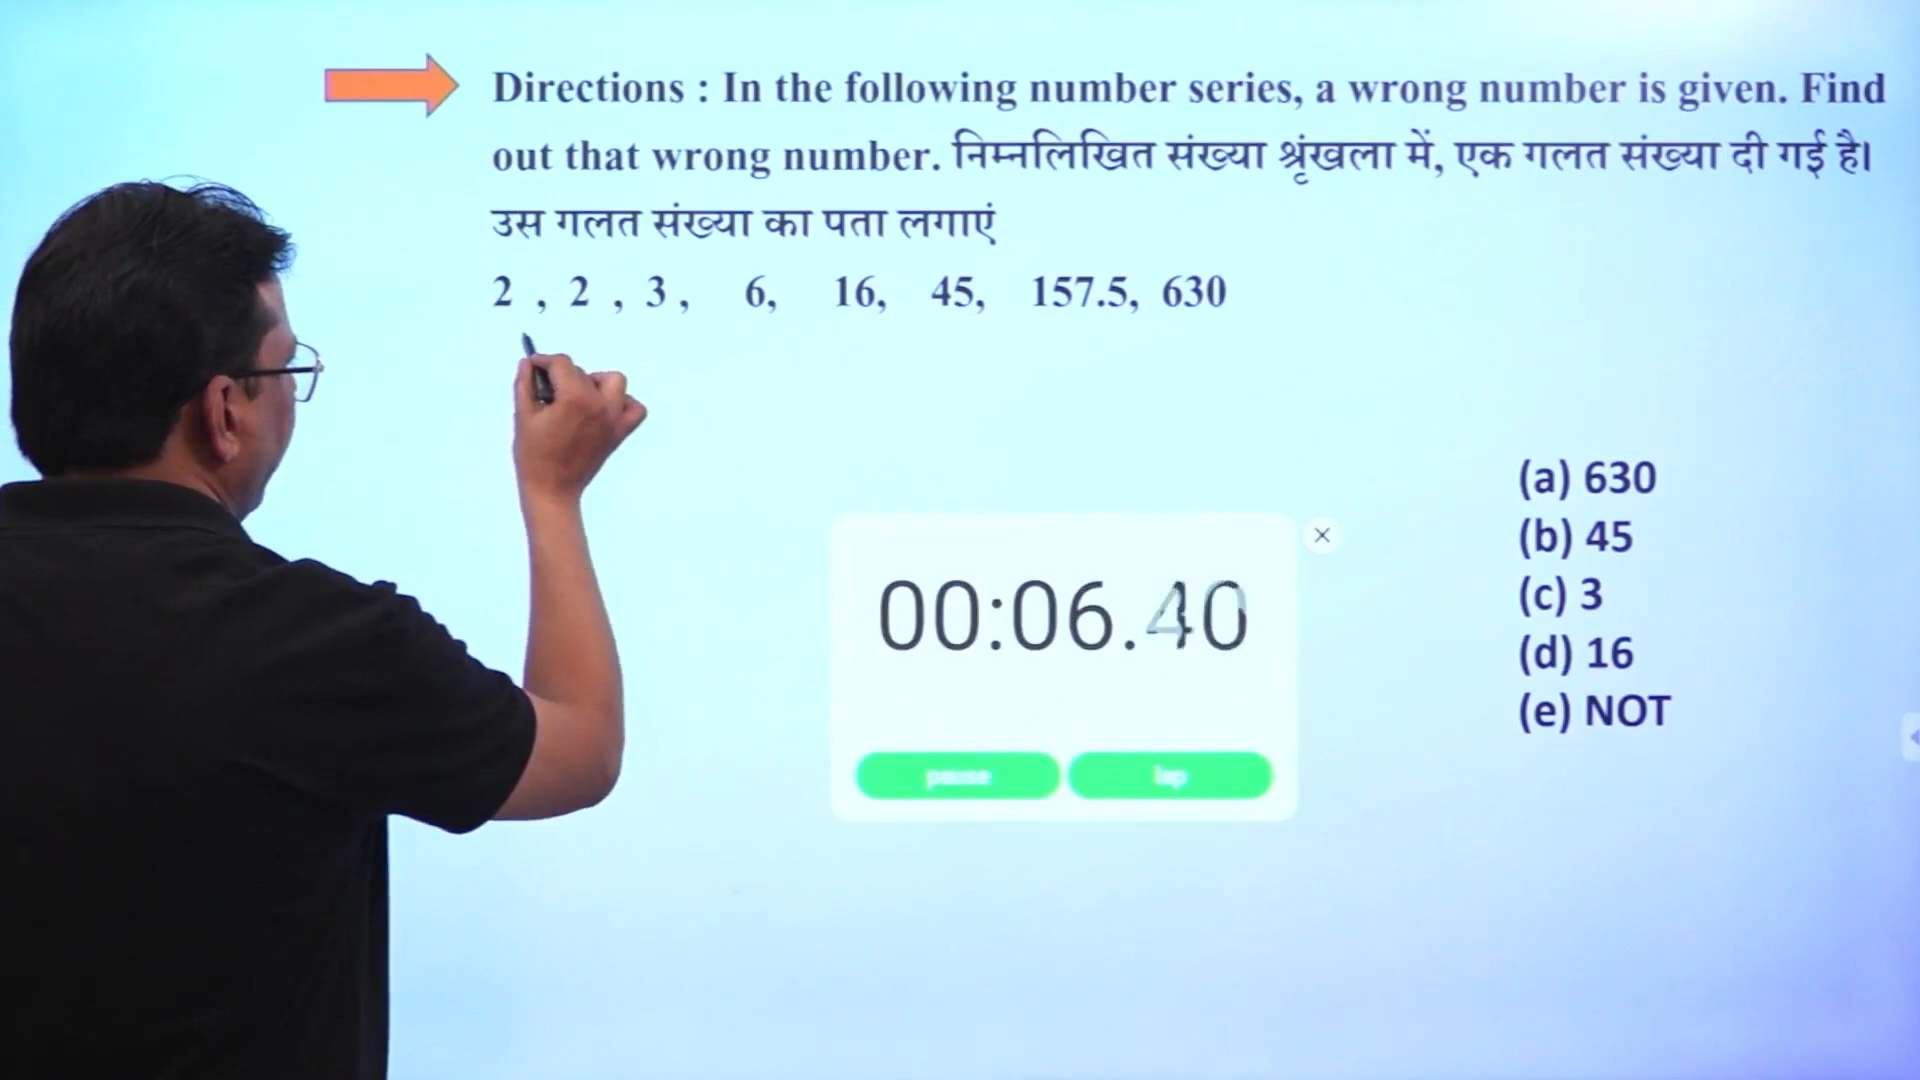 Directions : In the following number series, a wrong number is given. Find
out that wrong number. निम्नलिखित संख्या श्रृंखला में, एक गलत संख्या दी गई है।
उस गलत संख्या का पता लगाएं
2 , 2 , 3 , 6, 16, 45, 157.5, 630
(a) 630
(b) 45
(c) 3
(d) 16
(e) NOT
00:06.40
pause lap